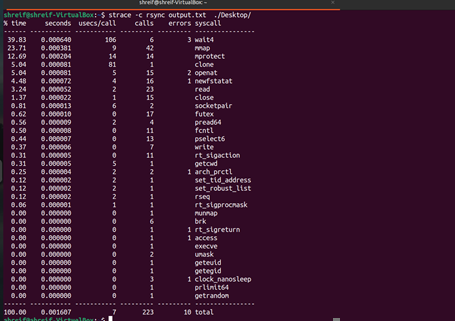 shreif@shreif-VirtualBox: ~
shreif@shreif-VirtualBox:~$ strace -c rsync output.txt ./Desktop/
% time seconds usecs/call calls errors syscall
------ ----------- ----------- --------- --------- ----------------
39.83 0.000640 106 6 3 wait4
23.71 0.000381 9 42 mmap
12.69 0.000204 14 14 mprotect
5.04 0.000081 81 1 clone
5.04 0.000081 5 15 2 openat
4.48 0.000072 4 16 1 newfstatat
3.24 0.000052 2 23 read
1.37 0.000022 1 15 close
0.81 0.000013 6 2 socketpair
0.62 0.000010 0 17 futex
0.56 0.000009 2 4 pread64
0.50 0.000008 0 11 fcntl
0.44 0.000007 0 13 pselect6
0.37 0.000006 0 7 write
0.31 0.000005 0 11 rt_sigaction
0.31 0.000005 5 1 getcwd
0.25 0.000004 2 2 1 arch_prctl
0.12 0.000002 2 1 set_tid_address
0.12 0.000002 2 1 set_robust_list
0.12 0.000002 2 1 rseq
0.06 0.000001 1 1 rt_sigprocmask
0.00 0.000000 0 1 munmap
0.00 0.000000 0 6 brk
0.00 0.000000 0 1 1 rt_sigreturn
0.00 0.000000 0 1 1 access
0.00 0.000000 0 1 execve
0.00 0.000000 0 2 umask
0.00 0.000000 0 1 geteuid
0.00 0.000000 0 1 getegid
0.00 0.000000 0 3 1 clock_nanosleep
0.00 0.000000 0 1 prlimit64
0.00 0.000000 0 1 getrandom
------ ----------- ----------- --------- --------- ----------------
100.00 0.001607 7 223 10 total
shreif@shreif-VirtualBox:~$